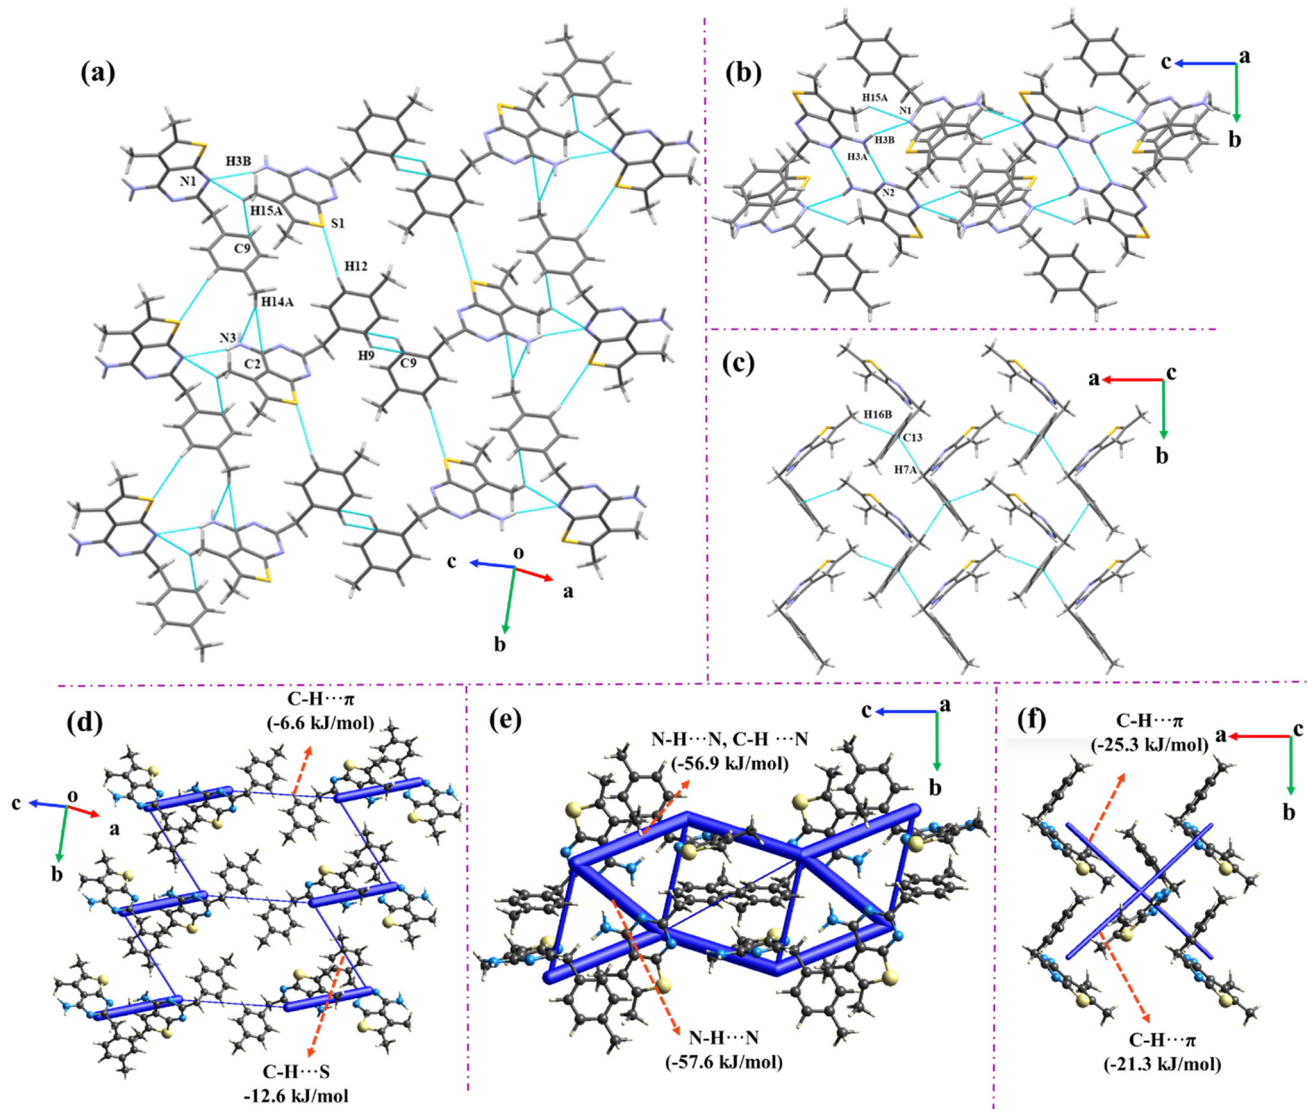 (a)
H3B
N1
H15A
S1
C9
H12
H14A
N3
C2
H9
C9
c
o
a
b
(b)
H15A
N1
H3B
H3A
N2
c
a
b
(c)
H16B
C13
H7A
a
c
b
(d)
C-H···π
(-6.6 kJ/mol)
c
o
a
b
C-H···S
-12.6 kJ/mol
(e)
N-H···N, C-H ···N
(-56.9 kJ/mol)
c
a
b
N-H···N
(-57.6 kJ/mol)
(f)
C-H···π
(-25.3 kJ/mol)
a
c
b
C-H···π
(-21.3 kJ/mol)